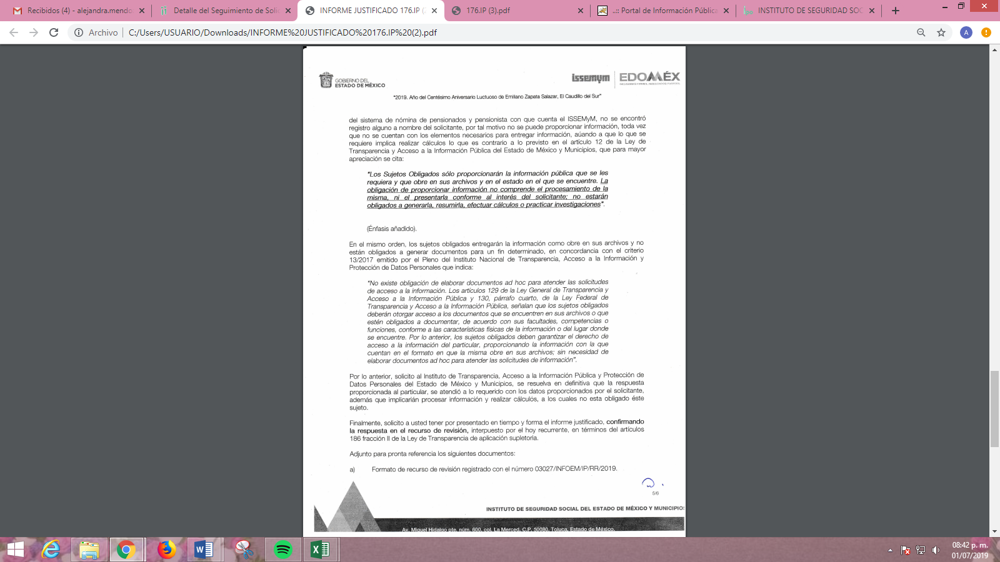 Recibidos (4) - alejandra.mendo
Detalle del Seguimiento de Soli
INFORME JUSTIFICADO 176.IP (
176.IP (3).pdf
..:: Portal de Información Pública
INSTITUTO DE SEGURIDAD SOC
Archivo
C:/Users/USUARIO/Downloads/INFORME%20JUSTIFICADO%20176.IP%20(2).pdf
A
GOBIERNO DEL
ESTADO DE MÉXICO
issemym
EDOMÉX
DECISIONES FIRMES, RESULTADOS FUERTES.
"2019. Año del Centésimo Aniversario Luctuoso de Emiliano Zapata Salazar, El Caudillo del Sur"
del sistema de nómina de pensionados y pensionista con que cuenta el ISSEMyM, no se encontró
registro alguno a nombre del solicitante, por tal motivo no se puede proporcionar información, toda vez
que no se cuentan con los elementos necesarios para entregar información, aúando a que lo que se
requiere implica realizar cálculos lo que es contrario a lo previsto en el artículo 12 de la Ley de
Transparencia y Acceso a la Información Pública del Estado de México y Municipios, que para mayor
apreciación se cita:
"Los Sujetos Obligados sólo proporcionarán la información pública que se les
requiera y que obre en sus archivos y en el estado en el que se encuentre. La
obligación de proporcionar información no comprende el procesamiento de la
misma, ni el presentarla conforme al interés del solicitante; no estarán
obligados a generarla, resumirla, efectuar cálculos o practicar investigaciones".
(Énfasis añadido).
En el mismo orden, los sujetos obligados entregarán la información como obre en sus archivos y no
están obligados a generar documentos para un fin determinado, en concordancia con el criterio
13/2017 emitido por el Pleno del Instituto Nacional de Transparencia, Acceso a la Información y
Protección de Datos Personales que indica:
"No existe obligación de elaborar documentos ad hoc para atender las solicitudes
de acceso a la información. Los artículos 129 de la Ley General de Transparencia y
Acceso a la Información Pública y 130, párrafo cuarto, de la Ley Federal de
Transparencia y Acceso a la Información Pública, señalan que los sujetos obligados
deberán otorgar acceso a los documentos que se encuentren en sus archivos o que
estén obligados a documentar, de acuerdo con sus facultades, competencias o
funciones, conforme a las características físicas de la información o del lugar donde
se encuentre. Por lo anterior, los sujetos obligados deben garantizar el derecho de
acceso a la información del particular, proporcionando la información con la que
cuentan en el formato en que la misma obre en sus archivos; sin necesidad de
elaborar documentos ad hoc para atender las solicitudes de información".
Por lo anterior, solicito al Instituto de Transparencia, Acceso a la Información Pública y Protección de
Datos Personales del Estado de México y Municipios, se resuelva en definitiva que la respuesta
proporcionada al particular, se atendió a lo requerido con los datos proporcionados por el solicitante,
además que implicarían procesar información y realizar cálculos, a los cuales no esta obligado éste
sujeto.
Finalmente, solicito a usted tener por presentado en tiempo y forma el informe justificado, confirmando
la respuesta en el recurso de revisión, interpuesto por el hoy recurrente, en términos del artículos
186 fracción II de la Ley de Transparencia de aplicación supletoria.
Adjunto para pronta referencia los siguientes documentos:
a) Formato de recurso de revisión registrado con el número 03027/INFOEM/IP/RR/2019.
5/6
INSTITUTO DE SEGURIDAD SOCIAL DEL ESTADO DE MÉXICO Y MUNICIPIOS
Av. Miguel Hidalgo pte. núm. 600, col. La Merced, C.P. 50080, Toluca, Estado de México.
08:42 p. m.
01/07/2019